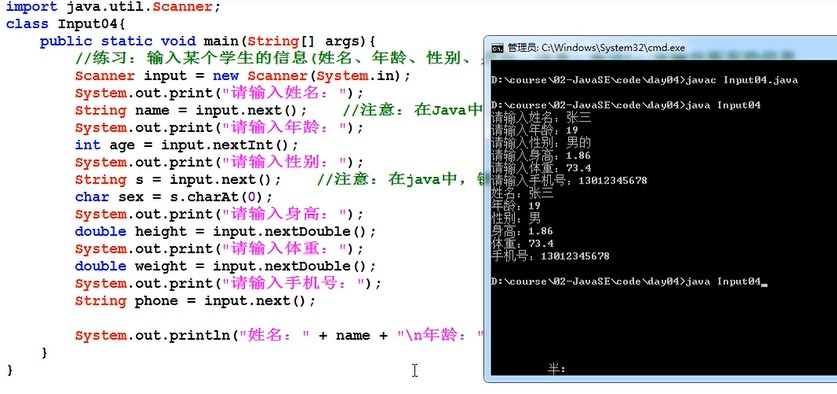 import java.util.Scanner;
class Input04{
public static void main(String[] args){
//练习：输入某个学生的信息(姓名、年龄、性别、
Scanner input = new Scanner(System.in);
System.out.print("请输入姓名：");
String name = input.next(); //注意：在Java中
System.out.print("请输入年龄：");
int age = input.nextInt();
System.out.print("请输入性别：");
String s = input.next(); //注意：在java中，
char sex = s.charAt(0);
System.out.print("请输入身高：");
double height = input.nextDouble();
System.out.print("请输入体重：");
double weight = input.nextDouble();
System.out.print("请输入手机号：");
String phone = input.next();
System.out.println("姓名：" + name + "\n年龄："
}
}
管理员: C:\Windows\System32\cmd.exe
D:\course\02-JavaSE\code\day04>javac Input04.java
D:\course\02-JavaSE\code\day04>java Input04
请输入姓名：张三
请输入年龄：19
请输入性别：男的
请输入身高：1.86
请输入体重：73.4
请输入手机号：13012345678
姓名：张三
年龄：19
性别：男
身高：1.86
体重：73.4
手机号：13012345678
D:\course\02-JavaSE\code\day04>java Input04_
半：